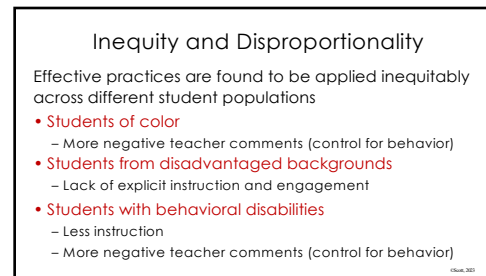 Inequity and Disproportionality
Effective practices are found to be applied inequitably
across different student populations
• Students of color
– More negative teacher comments (control for behavior)
• Students from disadvantaged backgrounds
– Lack of explicit instruction and engagement
• Students with behavioral disabilities
– Less instruction
– More negative teacher comments (control for behavior)
©Scott, 2023